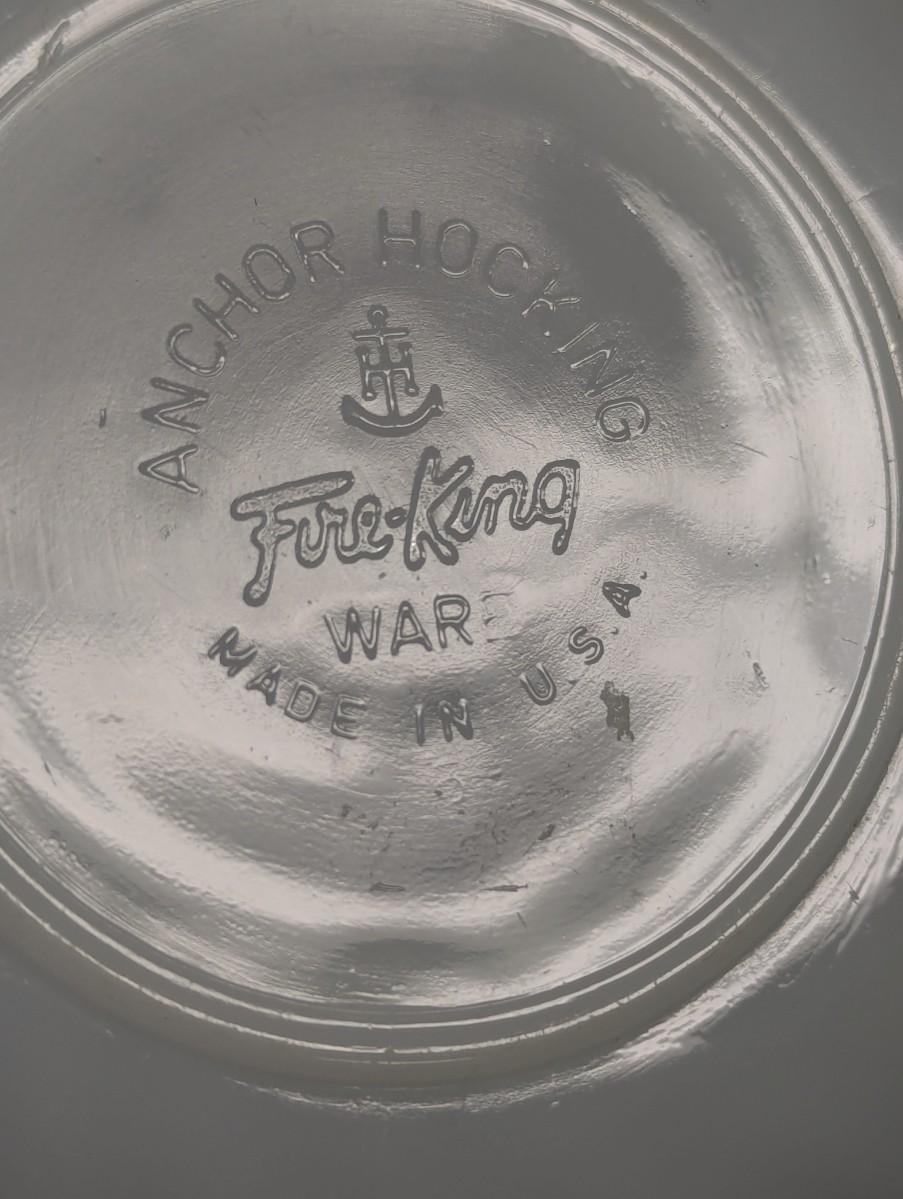 ANCHOR HOCKING
Fire-King
WARE
MADE IN U.S.A.